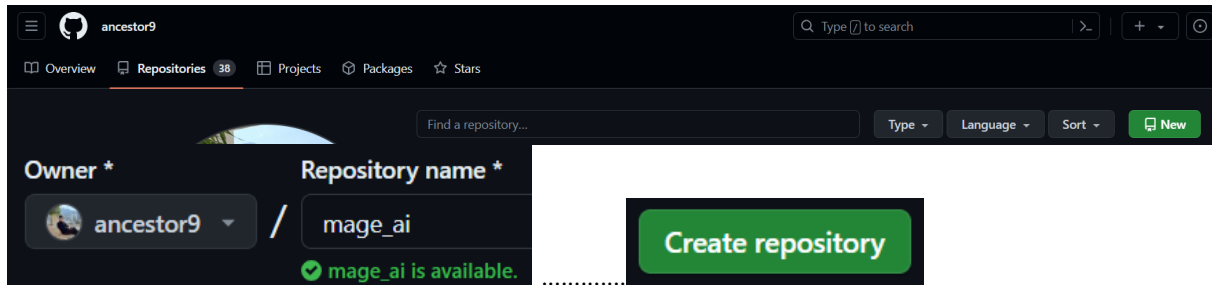 ancestor9
Type / to search
Overview Repositories 38 Projects Packages Stars
Find a repository... Type Language Sort New
Owner * Repository name *
ancestor9 / mage_ai
mage_ai is available.
............. Create repository